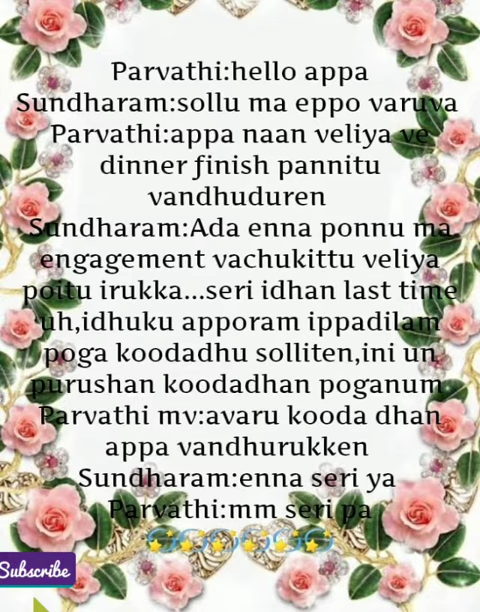 Parvathi:hello appa
Sundharam:sollu ma eppo varuva
Parvathi:appa naan veliya ve
dinner finish pannitu
vandhuduren
Sundharam:Ada enna ponnu ma
engagement vachukittu veliya
poitu irukka...seri idhan last time
uh,idhuku apporam ippadilam
poga koodadhu solliten,ini un
purushan koodadhan poganum
Parvathi mv:avaru kooda dhan
appa vandhurukken
Sundharam:enna seri ya
Parvathi:mm seri pa
Subscribe